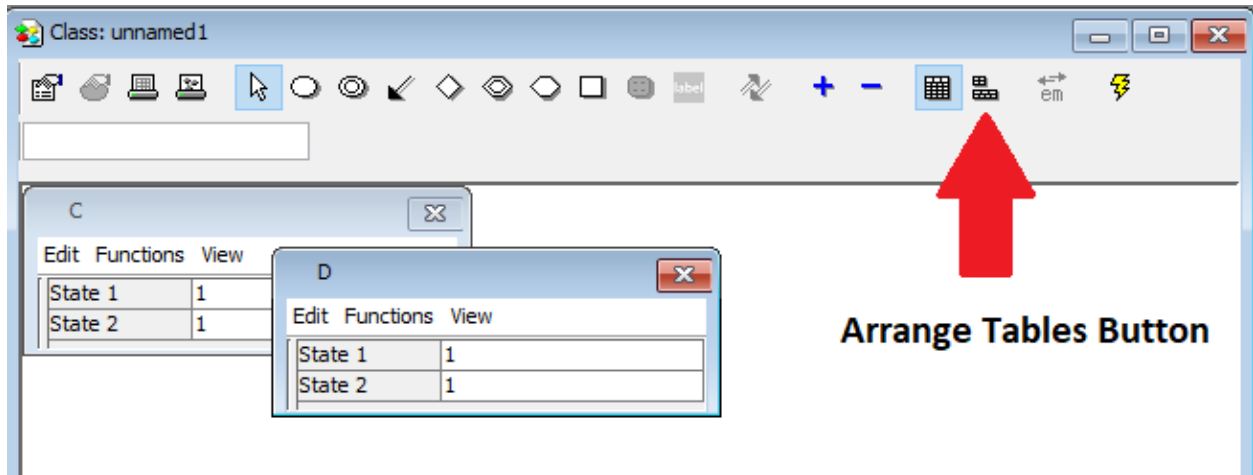 Class: unnamed1
label
em
C
Edit Functions View
State 1 1
State 2 1
D
Edit Functions View
State 1 1
State 2 1
Arrange Tables Button